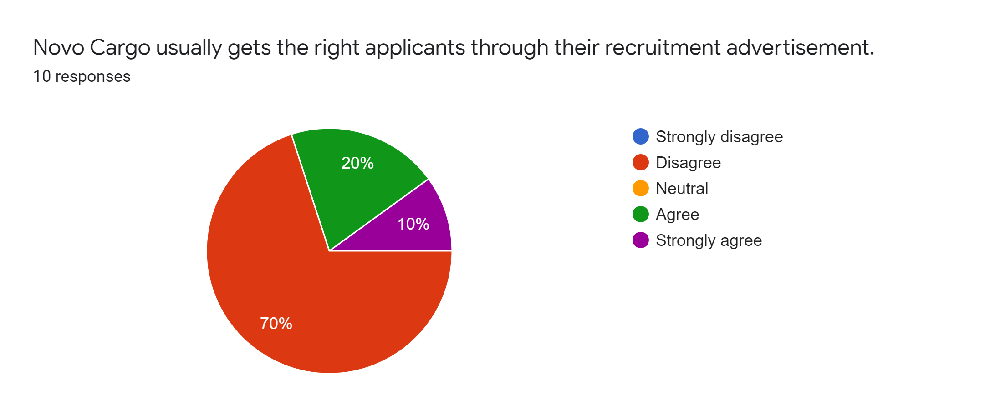 Novo Cargo usually gets the right applicants through their recruitment advertisement.
10 responses
20%
10%
70%
Strongly disagree
Disagree
Neutral
Agree
Strongly agree